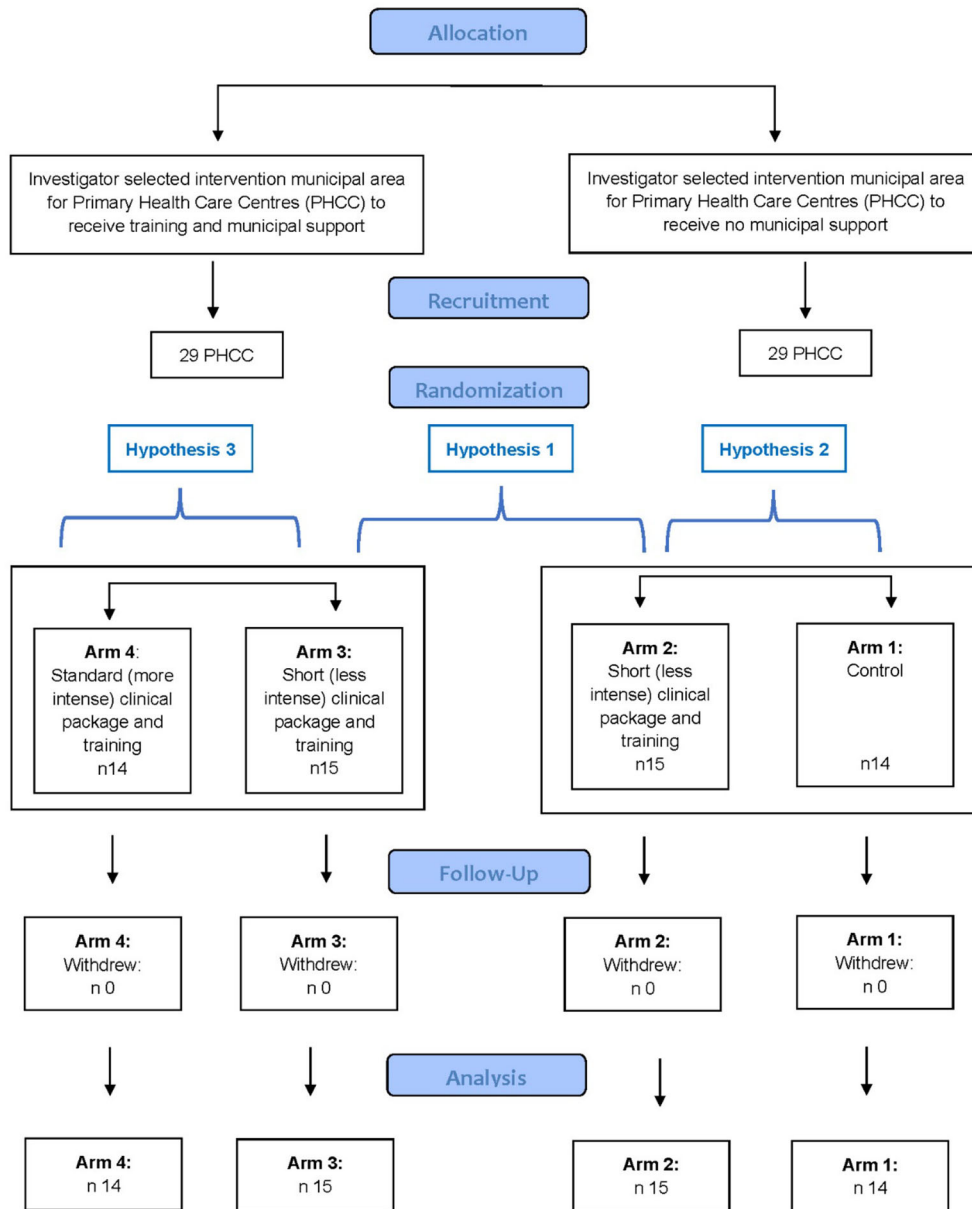 Allocation
Investigator selected intervention municipal area
for Primary Health Care Centres (PHCC) to
receive training and municipal support
Investigator selected intervention municipal area
for Primary Health Care Centres (PHCC) to
receive no municipal support
Recruitment
29 PHCC
29 PHCC
Randomization
Hypothesis 3
Hypothesis 1
Hypothesis 2
Arm 4:
Standard (more
intense) clinical
package and
training
n14
Arm 3:
Short (less
intense) clinical
package and
training
n15
Arm 2:
Short (less
intense) clinical
package and
training
n15
Arm 1:
Control
n14
Follow-Up
Arm 4:
Withdrew:
n 0
Arm 3:
Withdrew:
n 0
Arm 2:
Withdrew:
n 0
Arm 1:
Withdrew:
n 0
Analysis
Arm 4:
n 14
Arm 3:
n 15
Arm 2:
n 15
Arm 1:
n 14